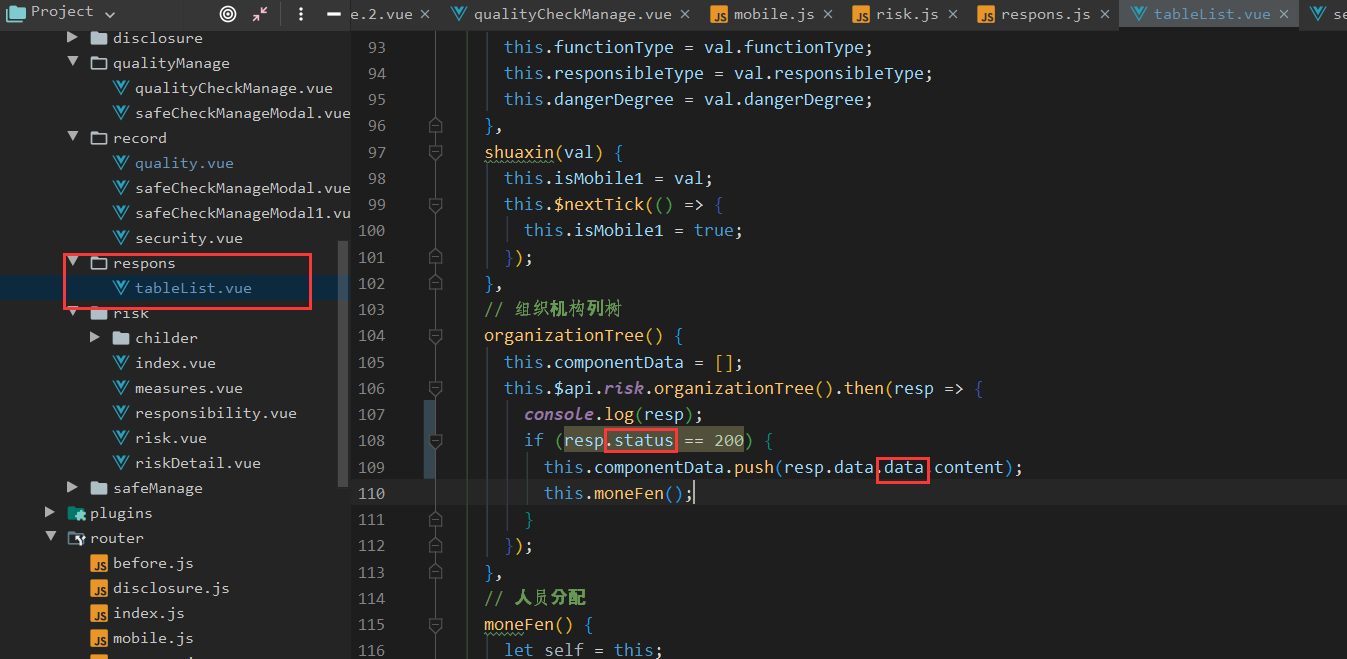 Project
e.2.vue
qualityCheckManage.vue
mobile.js
risk.js
respons.js
tableList.vue
se
disclosure
qualityManage
qualityCheckManage.vue
safeCheckManageModal.vue
record
quality.vue
safeCheckManageModal.vue
safeCheckManageModal1.vu
security.vue
respons
tableList.vue
risk
childer
index.vue
measures.vue
responsibility.vue
risk.vue
riskDetail.vue
safeManage
plugins
router
before.js
disclosure.js
index.js
mobile.js
93 this.functionType = val.functionType;
94 this.responsibleType = val.responsibleType;
95 this.dangerDegree = val.dangerDegree;
96 },
97 shuaxin(val) {
98 this.isMobile1 = val;
99 this.$nextTick(() => {
100 this.isMobile1 = true;
101 });
102 },
103 // 组织机构列树
104 organizationTree() {
105 this.componentData = [];
106 this.$api.risk.organizationTree().then(resp => {
107 console.log(resp);
108 if (resp.status == 200) {
109 this.componentData.push(resp.data.data.content);
110 this.moneFen();
111 }
112 });
113 },
114 // 人员分配
115 moneFen() {
116 let self = this;